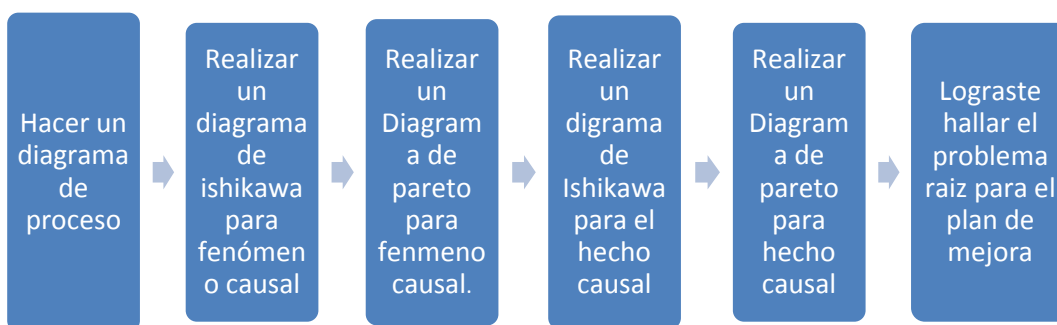 Hacer un
diagrama
de
proceso
Realizar
un
diagrama
de
ishikawa
para
fenómen
o causal
Realizar
un
Diagram
a de
pareto
para
fenmeno
causal.
Realizar
un
digrama
de
Ishikawa
para el
hecho
causal
Realizar
un
Diagram
a de
pareto
para
hecho
causal
Lograste
hallar el
problema
raiz para el
plan de
mejora